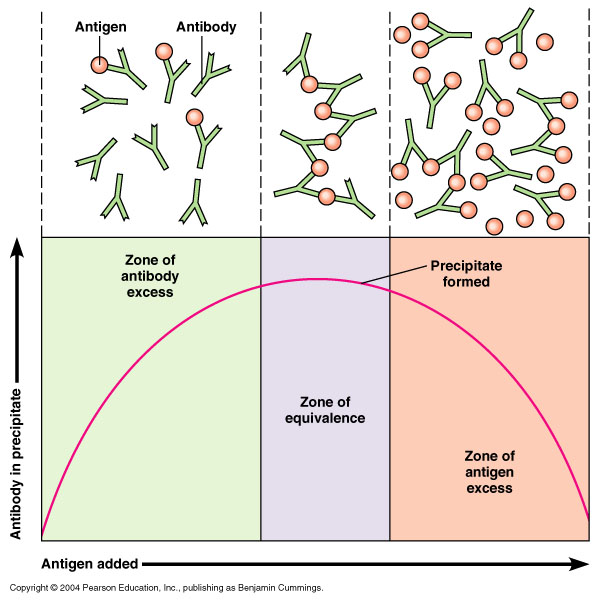 Antigen
Antibody
Zone of
antibody
excess
Precipitate
formed
Zone of
equivalence
Zone of
antigen
excess
Antibody in precipitate
Antigen added
Copyright © 2004 Pearson Education, Inc., publishing as Benjamin Cummings.